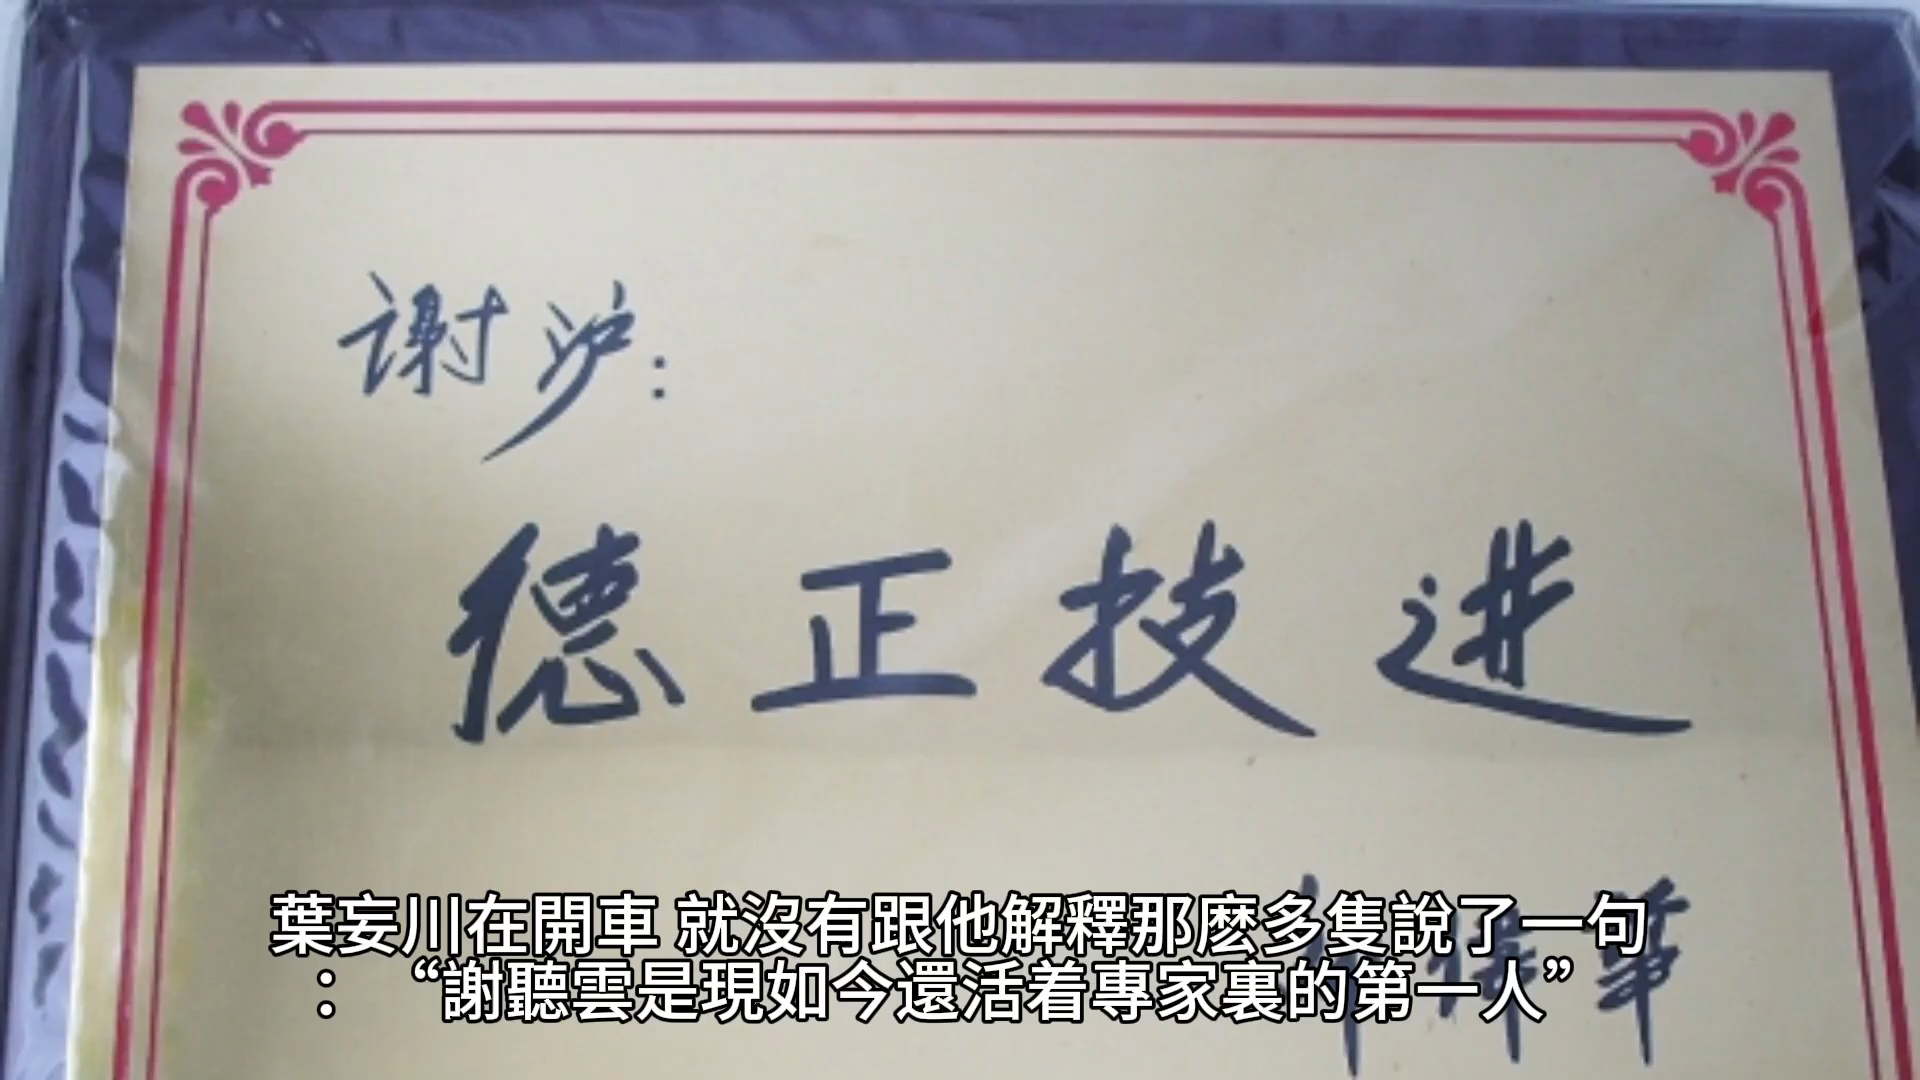 谢沪：
德正技进
葉妄川在開車 就沒有跟他解釋那麽多隻說了一句
：“謝聽雲是現如今還活着專家裏的第一人”